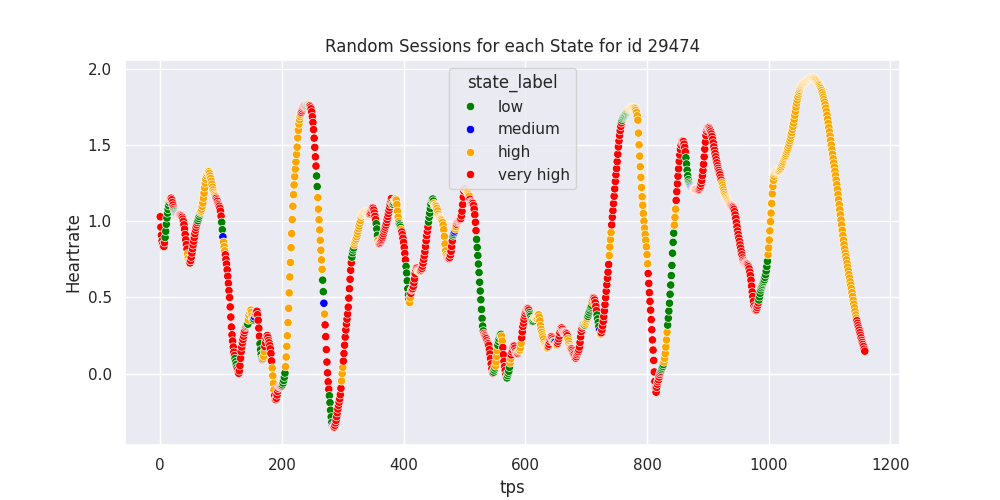 Random Sessions for each State for id 29474
2.0
1.5
1.0
0.5
0.0
Heartrate
state_label
low
medium
high
very high
0 200 400 600 800 1000 1200
tps